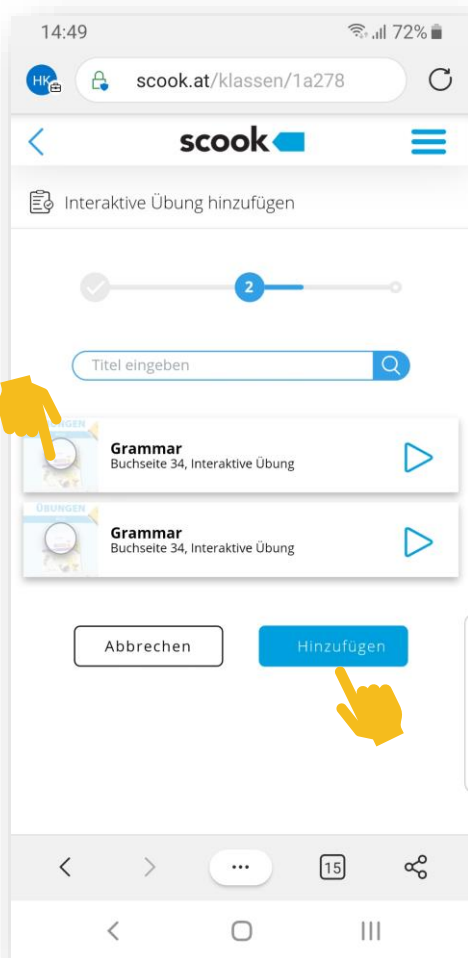 14:49 72%
HK scook.at/klassen/1a278
scook
Interaktive Übung hinzufügen
2
Titel eingeben
Grammar
Buchseite 34, Interaktive Übung
ÜBUNGEN
Grammar
Buchseite 34, Interaktive Übung
Abbrechen Hinzufügen
15